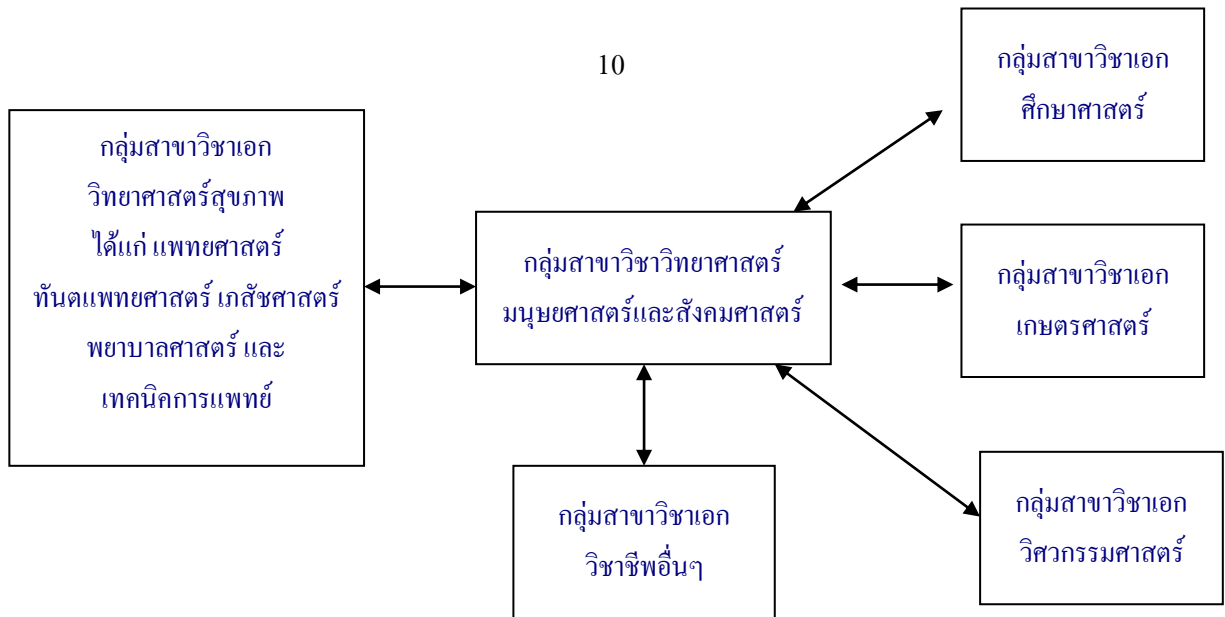 10
กลุ่มสาขาวิชาเอก
ศึกษาศาสตร์
กลุ่มสาขาวิชาเอก
วิทยาศาสตร์สุขภาพ
ได้แก่ แพทยศาสตร์
ทันตแพทยศาสตร์ เภสัชศาสตร์
พยาบาลศาสตร์ และ
เทคนิคการแพทย์
กลุ่มสาขาวิชาวิทยาศาสตร์
มนุษยศาสตร์และสังคมศาสตร์
กลุ่มสาขาวิชาเอก
เกษตรศาสตร์
กลุ่มสาขาวิชาเอก
วิชาชีพอื่นๆ
กลุ่มสาขาวิชาเอก
วิศวกรรมศาสตร์